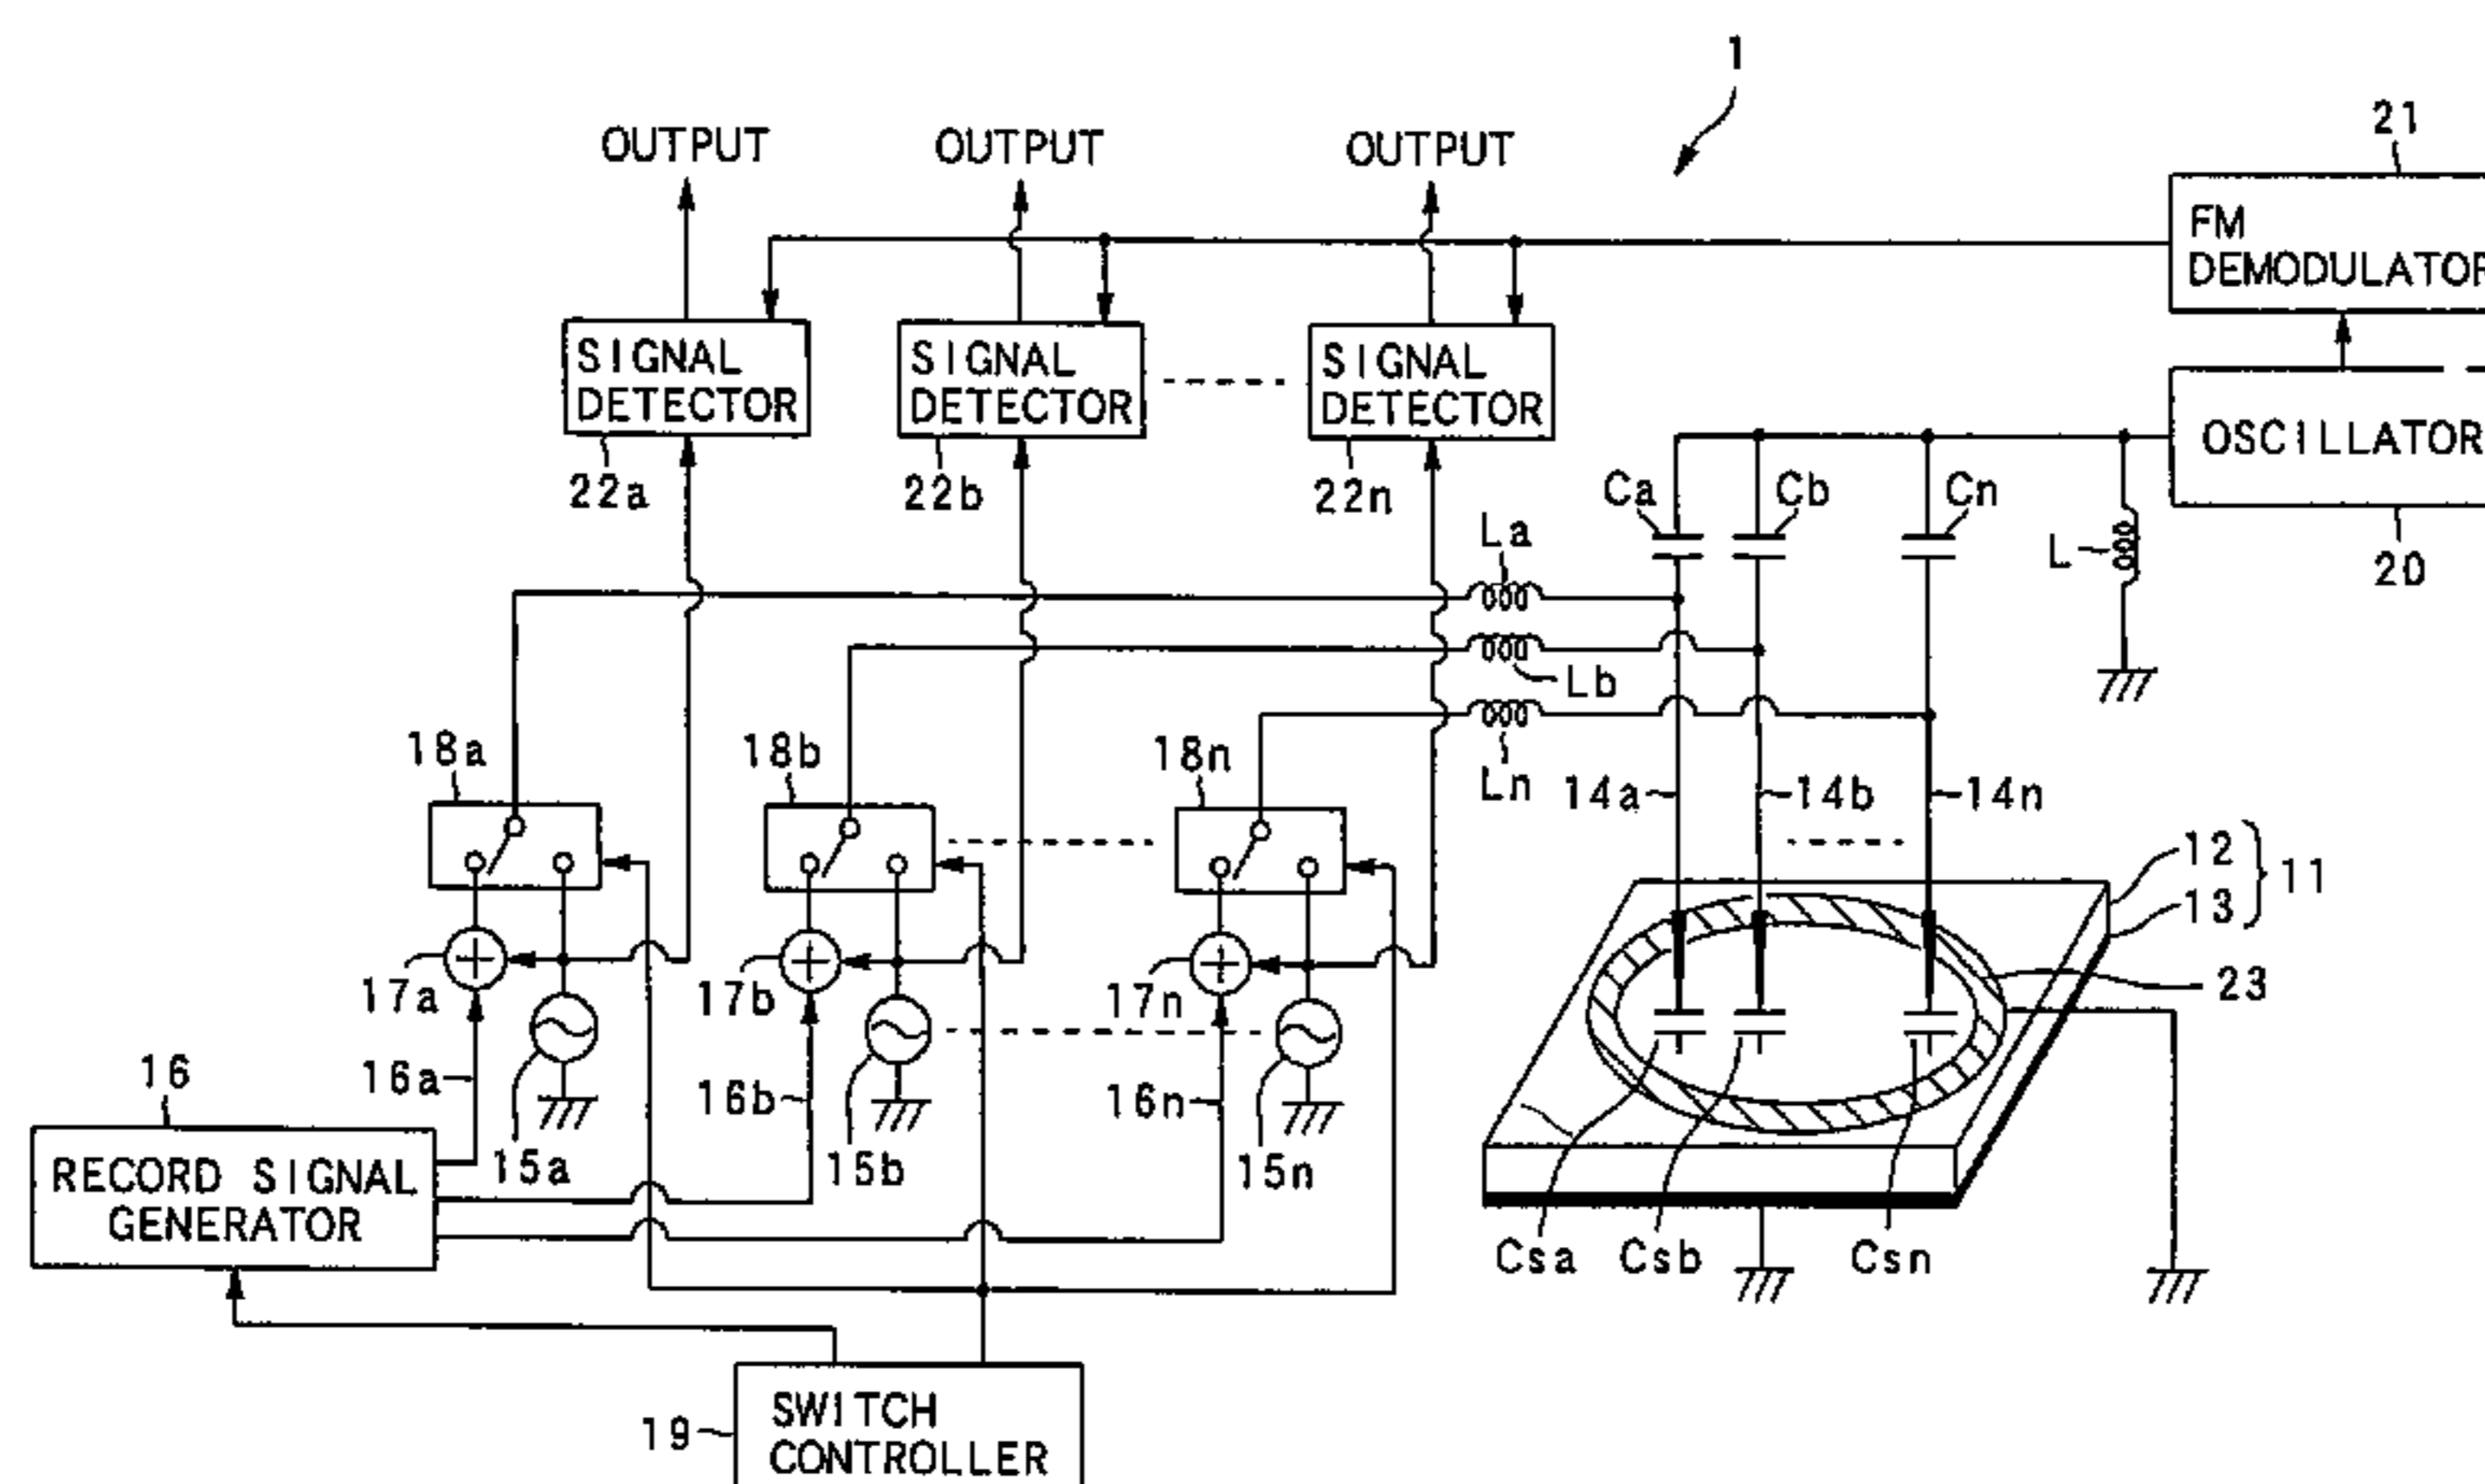 1
OUTPUT
OUTPUT
OUTPUT
21
FM
DEMODULATOR
SIGNAL
DETECTOR
SIGNAL
DETECTOR
SIGNAL
DETECTOR
OSCILLATOR
22a
22b
22n
Ca
Cb
Cn
La
L
20
Lb
18a
18b
18n
Ln
14a
14b
14n
12
11
13
17a
17b
17n
23
16
16a
16b
16n
15a
15b
15n
RECORD SIGNAL
GENERATOR
Csa
Csb
Csn
19
SWITCH
CONTROLLER